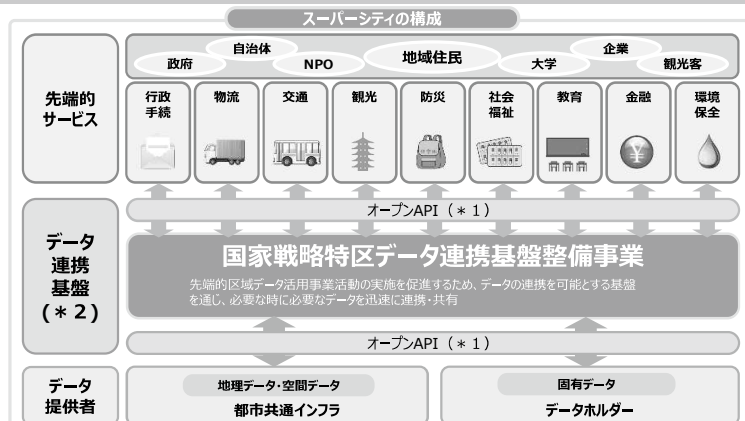 スーパーシティの構成
先端的
サービス
政府
自治体
NPO
地域住民
大学
企業
観光客
行政
手続
物流
交通
観光
防災
社会
福祉
教育
金融
環境
保全
¥
データ
連携
基盤
(*2)
オープンAPI (*1)
国家戦略特区データ連携基盤整備事業
先端的区域データ活用事業活動の実施を促進するため、データの連携を可能とする基盤
を通じ、必要な時に必要なデータを迅速に連携・共有
オープンAPI (*1)
データ
提供者
地理データ・空間データ
都市共通インフラ
固有データ
データホルダー